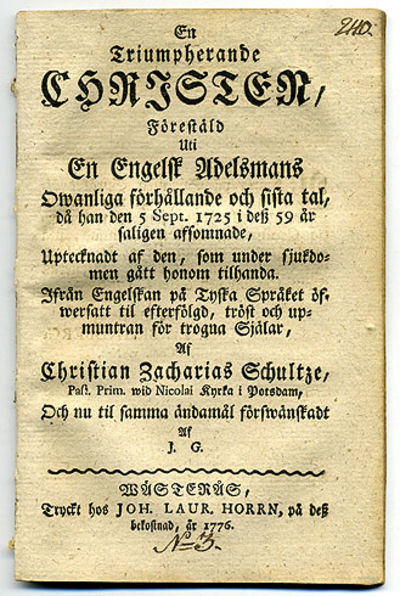 240.
En
Triumpherande
CHRISTEN,
Förestäld
Uti
En Engelsk Adelsmans
Owanliga förhållande och sista tal,
då han den 5 Sept. 1725 i deß 59 år
saligen afsomnade,
Uptecknadt af den, som under sjukdo-
men gått honom tilhanda.
Ifrån Engelskan på Tyska Språket öf-
wersatt til efterfölgd, tröst och up-
muntran för trogna Själar,
Af
Christian Zacharias Schultze,
Past. Prim. wid Nicolai Kyrka i Potsdam,
Och nu til samma ändamål förswänskadt
Af
J. G.
WÄSTERÅS,
Tryckt hos JOH. LAUR. HORRN, på deß
bekostnad, år 1776.
No 3.